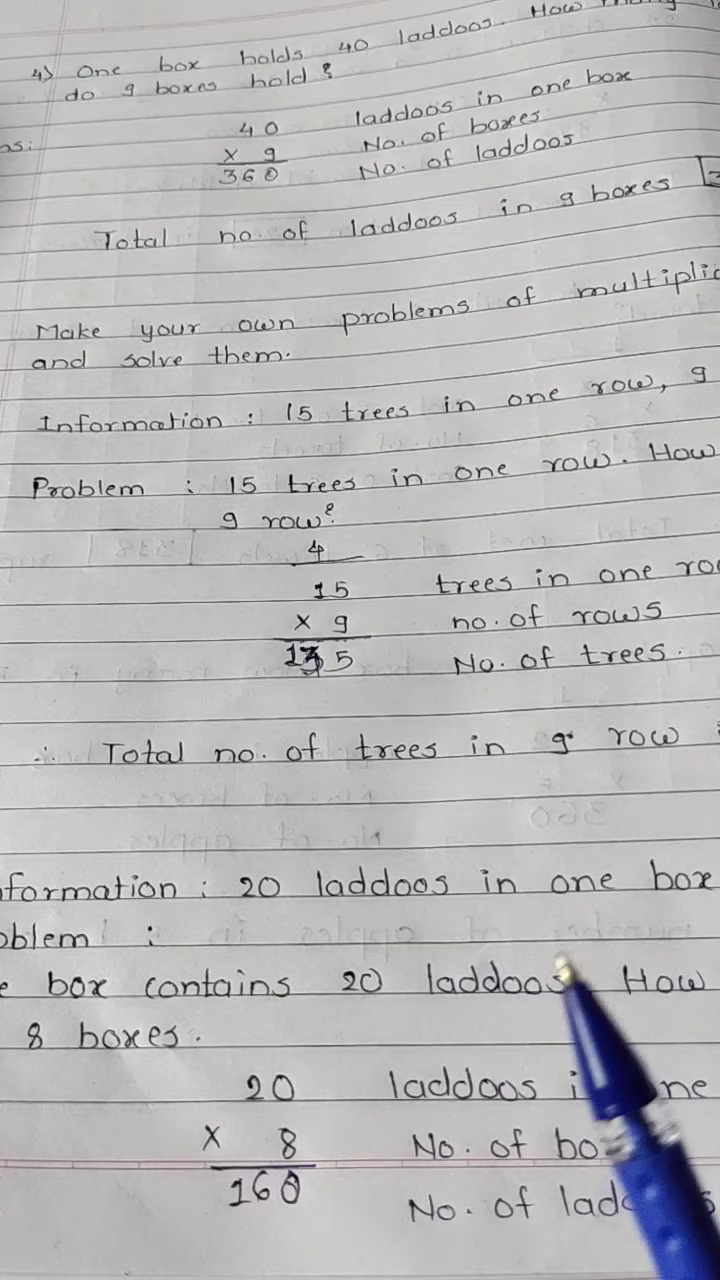 4) One box holds 40 laddoos. How
do 9 boxes hold?
40 laddoos in one box
x 9 No. of boxes
360 No. of laddoos
Total no. of laddoos in 9 boxes
Make your own problems of multiplic
and solve them.
Information : 15 trees in one row, 9
Problem : 15 trees in one row. How
9 row?
4
15 trees in one ro
x 9 no. of rows
135 No. of trees.
∴ Total no. of trees in 9 row
formation : 20 laddoos in one box
oblem :
e box contains 20 laddoos. How
8 boxes.
20 laddoos i ne
x 8 No. of bo
160 No. of lad s